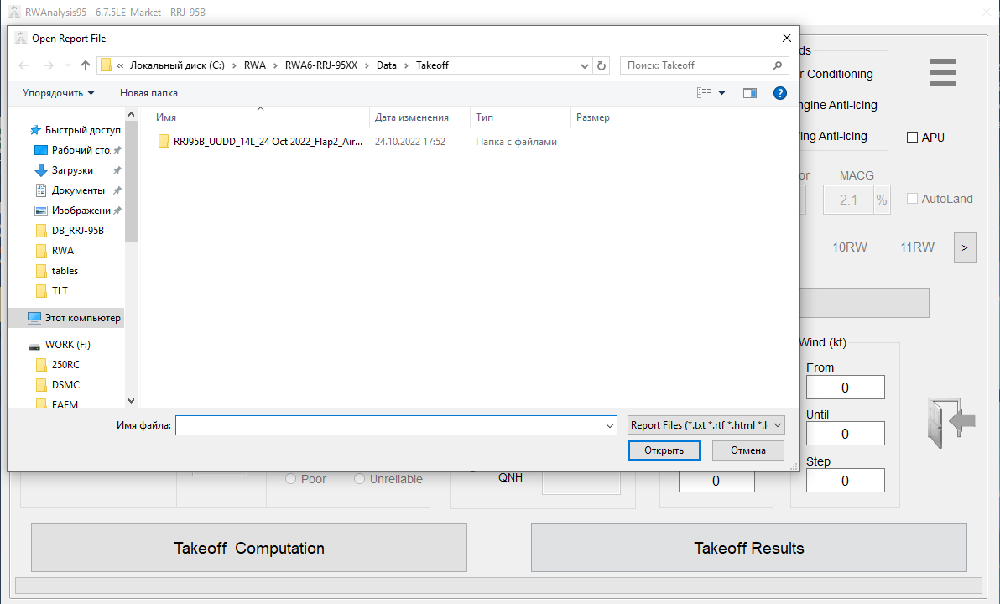 RWAnalysis95 - 6.7.5LE-Market - RRJ-95B
Open Report File
« Локальный диск (C:) › RWA › RWA6-RRJ-95XX › Data › Takeoff
Поиск: Takeoff
Упорядочить
Новая папка
Имя
Дата изменения
Тип
Размер
RRJ95B_UUDD_14L_24 Oct 2022_Flap2_Air...
24.10.2022 17:52
Папка с файлами
Быстрый доступ
Рабочий сто.
Загрузки
Документы
Изображени
DB_RRJ-95B
RWA
tables
TLT
Этот компьютер
WORK (F:)
250RC
DSMC
FAFM
Имя файла:
Report Files (*.txt *.rtf *.html *.l
Открыть
Отмена
ds
r Conditioning
ngine Anti-Icing
ing Anti-Icing
APU
or
MACG
2.1 %
AutoLand
10RW
11RW
>
Wind (kt)
From
0
Until
0
Step
0
Poor
Unreliable
QNH
0
Takeoff Computation
Takeoff Results